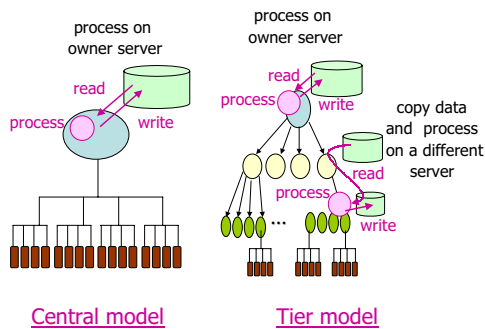 process on
owner server
read
process
write
process on
owner server
read
process
write
copy data
and process
on a different
server
read
process
write
...
Central model
Tier model